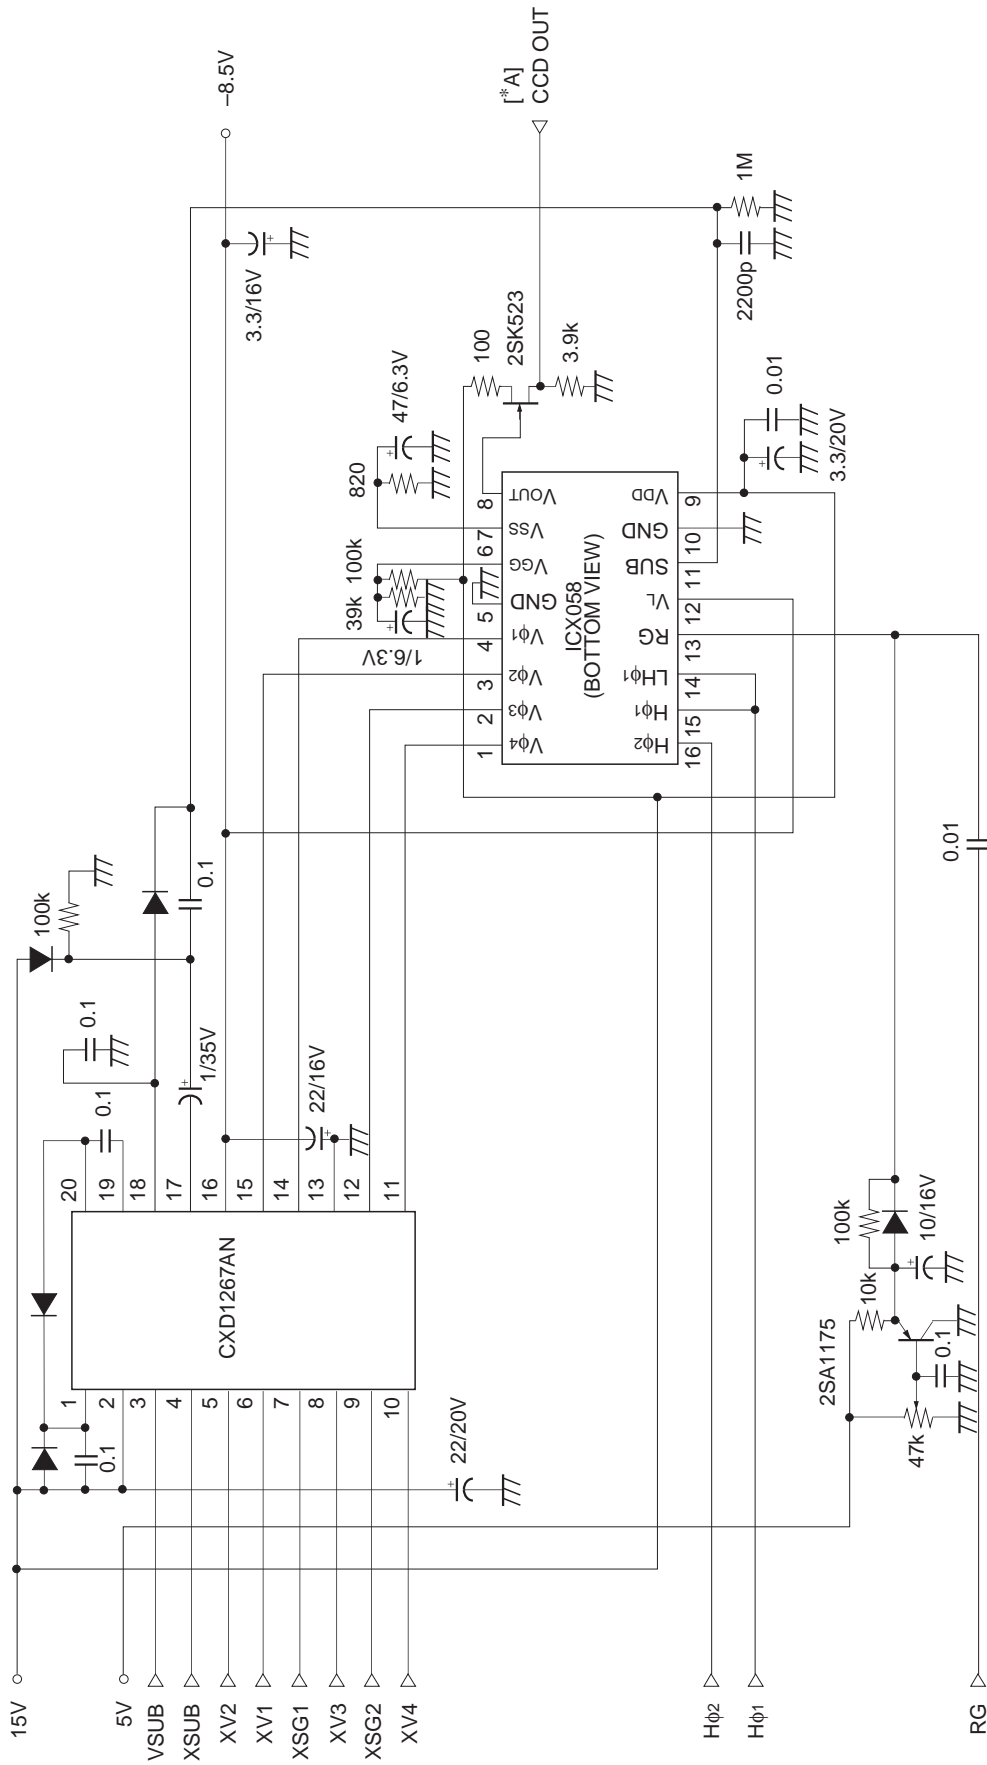 15V
5V
VSUB
XSUB
XV2
XV1
XSG1
XV3
XSG2
XV4
Hϕ2
Hϕ1
RG
0.1
22/20V
1
2
3
4
5
6
7
8
9
10
CXD1267AN
20
19
18
17
16
15
14
13
12
11
0.1
0.1
1/35V
22/16V
100k
0.1
–8.5V
3.3/16V
[*A]
CCD OUT
1/6.3V
39k
100k
820
47/6.3V
100
2SK523
3.9k
1
2
3
4
5
6
7
8
Vϕ4
Vϕ3
Vϕ2
Vϕ1
GND
VGG
VSS
VOUT
ICX058
(BOTTOM VIEW)
Hϕ2
Hϕ1
LHϕ1
RG
VL
SUB
GND
VDD
16
15
14
13
12
11
10
9
2200p
1M
0.01
3.3/20V
2SA1175
47k
0.1
10k
100k
10/16V
0.01